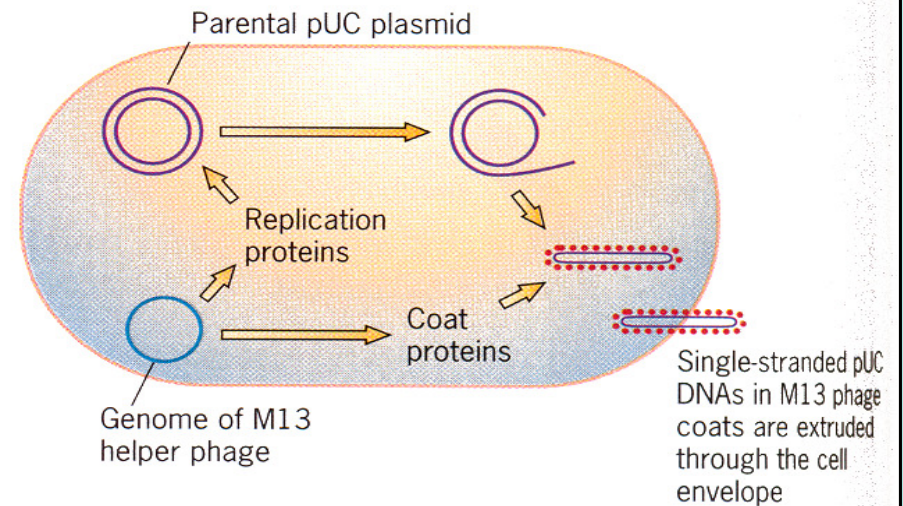 Parental pUC plasmid
Replication
proteins
Coat
proteins
Genome of M13
helper phage
Single-stranded pUC
DNAs in M13 phage
coats are extruded
through the cell
envelope